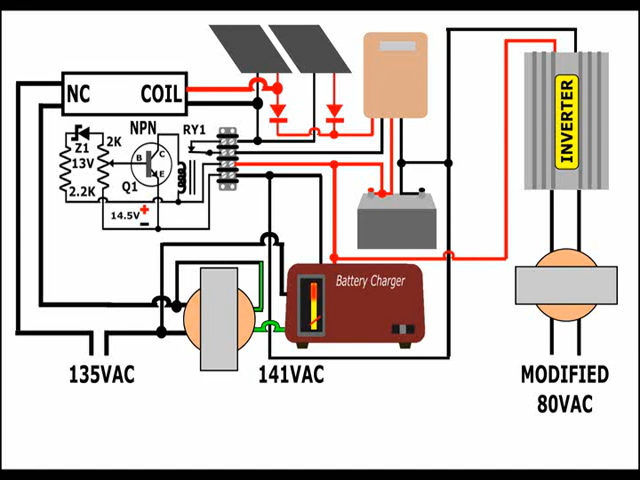 NC COIL
NPN
RY1
Z1
13V
2K
B
C
E
Q1
2.2K
14.5V + −
INVERTER
Battery Charger
135VAC
141VAC
MODIFIED
80VAC